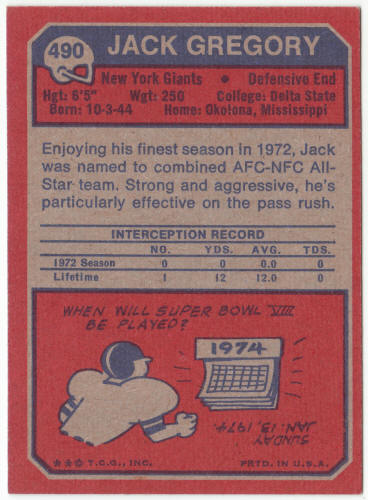 490 JACK GREGORY
New York Giants • Defensive End
Hgt: 6'5" Wgt: 250 College: Delta State
Born: 10-3-44 Home: Okotona, Mississippi
Enjoying his finest season in 1972, Jack
was named to combined AFC-NFC All-
Star team. Strong and aggressive, he's
particularly effective on the pass rush.
INTERCEPTION RECORD
NO. YDS. AVG. TDS.
1972 Season 0 0 0.0 0
Lifetime 1 12 12.0 0
WHEN WILL SUPER BOWL VIII
BE PLAYED?
1974
SUNDAY
JAN. 13, 1974.
★★© T.C.G., INC. PRTD. IN U.S.A.